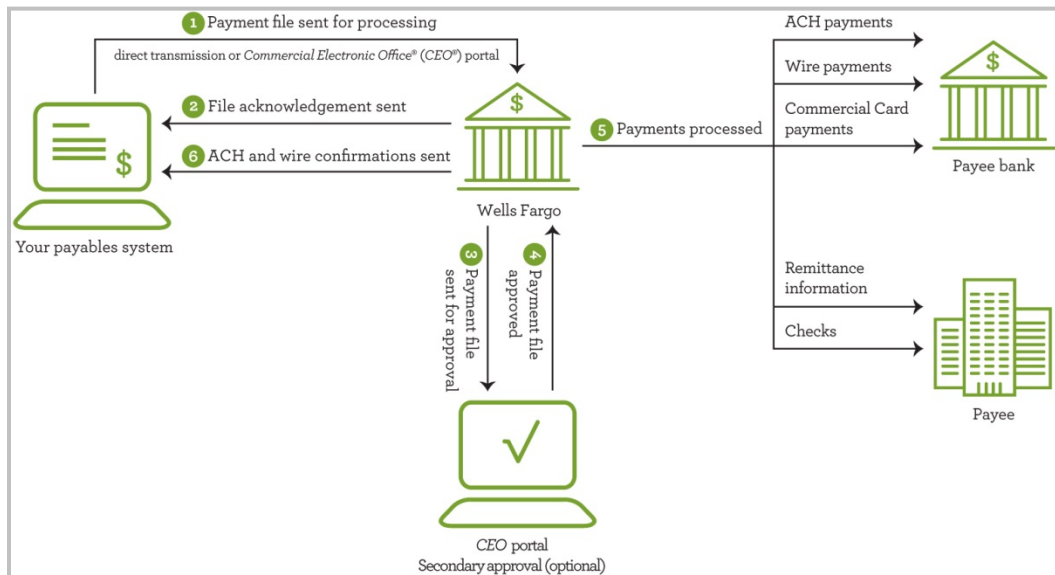 1 Payment file sent for processing
direct transmission or Commercial Electronic Office® (CEO®) portal
2 File acknowledgement sent
6 ACH and wire confirmations sent
$
Your payables system
$
Wells Fargo
3 Payment file
sent for approval
4 Payment file
approved
√
CEO portal
Secondary approval (optional)
5 Payments processed
ACH payments
Wire payments
Commercial Card
payments
$
Payee bank
Remittance
information
Checks
Payee